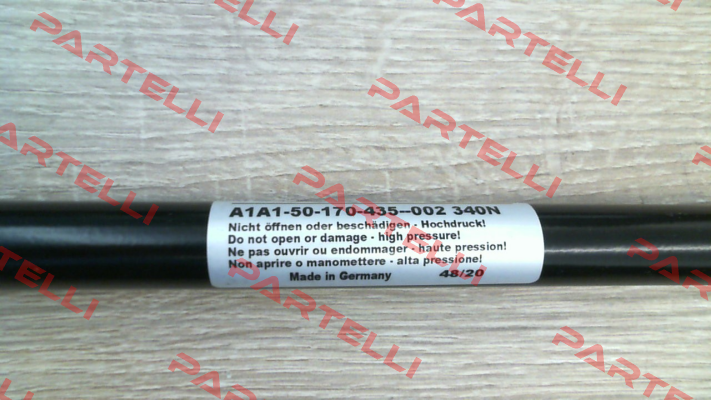 A1A1-50-170-435--002 340N
Nicht öffnen oder beschädigen - Hochdruck!
Do not open or damage - high pressure!
Ne pas ouvrir ou endommager - haute pression!
Non aprire o manomettere - alta pressione!
Made in Germany 48/20
PARTELLI
PARTELLI
PARTELLI
PARTELLI
PARTELLI
PARTELLI
PARTELLI
PARTELLI